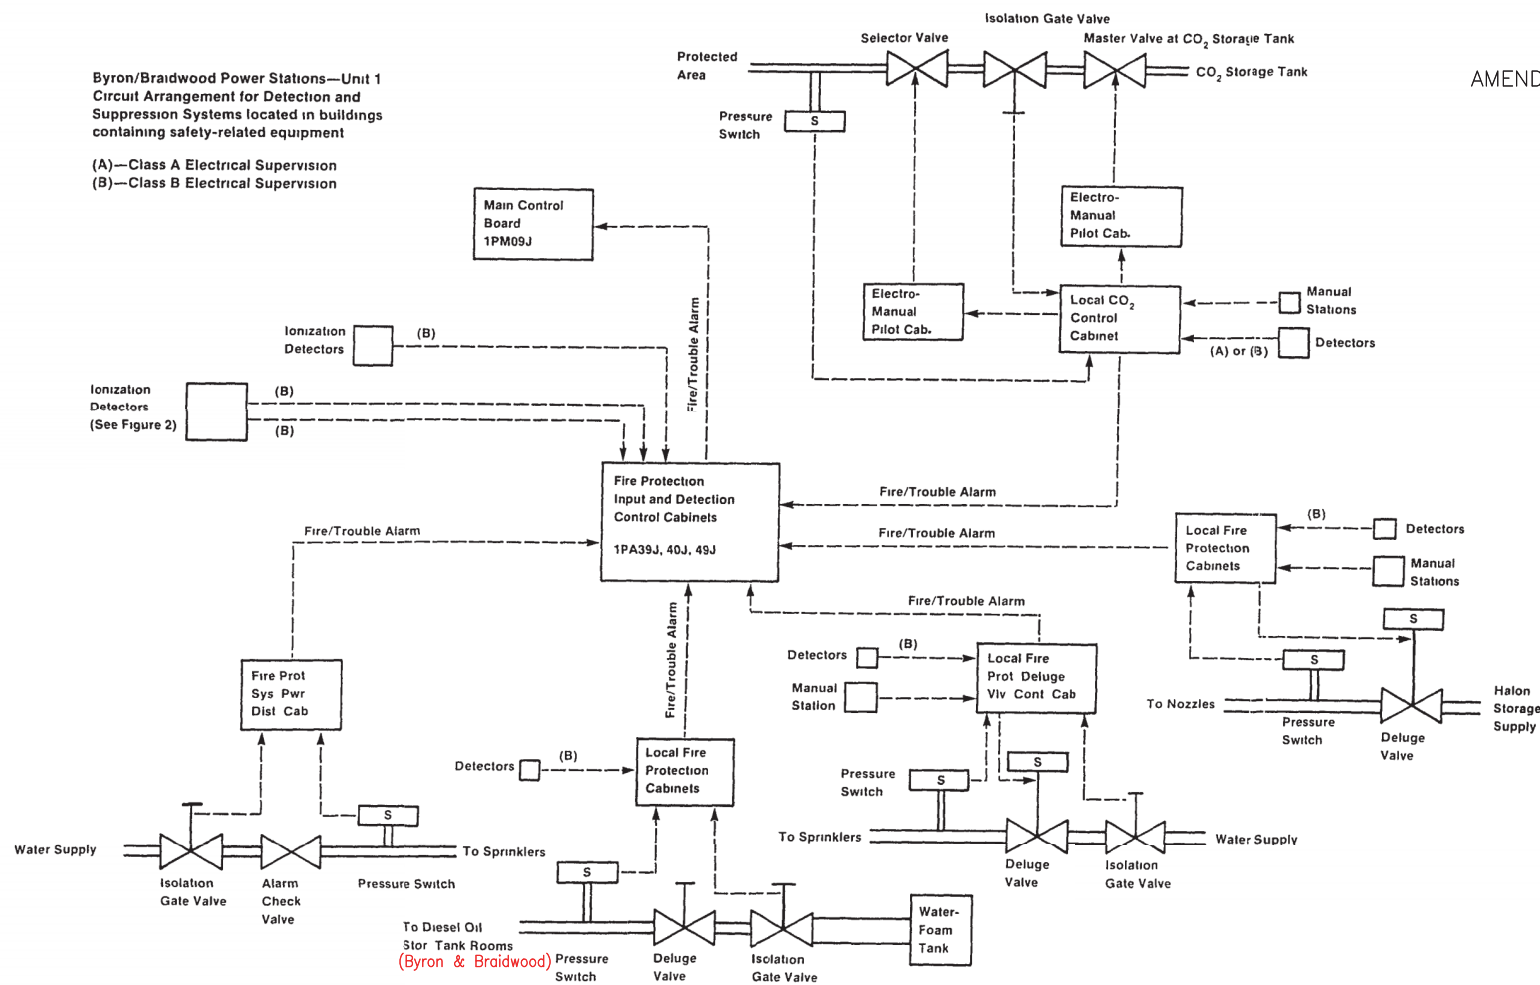 Isolation Gate Valve
Selector Valve
Master Valve at CO2 Storage Tank
Protected
Area
CO2 Storage Tank
AMEND
Byron/Braidwood Power Stations—Unit 1
Circuit Arrangement for Detection and
Suppression Systems located in buildings
containing safety-related equipment
(A)—Class A Electrical Supervision
(B)—Class B Electrical Supervision
Pressure
Switch
S
Main Control
Board
1PM09J
Electro-
Manual
Pilot Cab.
Electro-
Manual
Pilot Cab.
Local CO2
Control
Cabinet
Manual
Stations
Detectors
(A) or (B)
Ionization
Detectors
(B)
Fire/Trouble Alarm
Ionization
Detectors
(See Figure 2)
(B)
(B)
Fire Protection
Input and Detection
Control Cabinets
1PA39J, 40J, 49J
Fire/Trouble Alarm
Fire/Trouble Alarm
Fire/Trouble Alarm
Local Fire
Protection
Cabinets
(B)
Detectors
Manual
Stations
Fire/Trouble Alarm
Fire/Trouble Alarm
S
S
To Nozzles
Pressure
Switch
Deluge
Valve
Halon
Storage
Supply
Fire Prot
Sys Pwr
Dist Cab
Detectors
(B)
Manual
Station
Local Fire
Prot Deluge
Vlv Cont Cab
Detectors
(B)
Local Fire
Protection
Cabinets
Pressure
Switch
S
S
To Sprinklers
Water Supply
Deluge
Valve
Isolation
Gate Valve
S
Water Supply
To Sprinklers
Isolation
Gate Valve
Alarm
Check
Valve
Pressure Switch
S
To Diesel Oil
Stor Tank Rooms
(Byron & Braidwood)
Pressure
Switch
Deluge
Valve
Isolation
Gate Valve
Water-
Foam
Tank